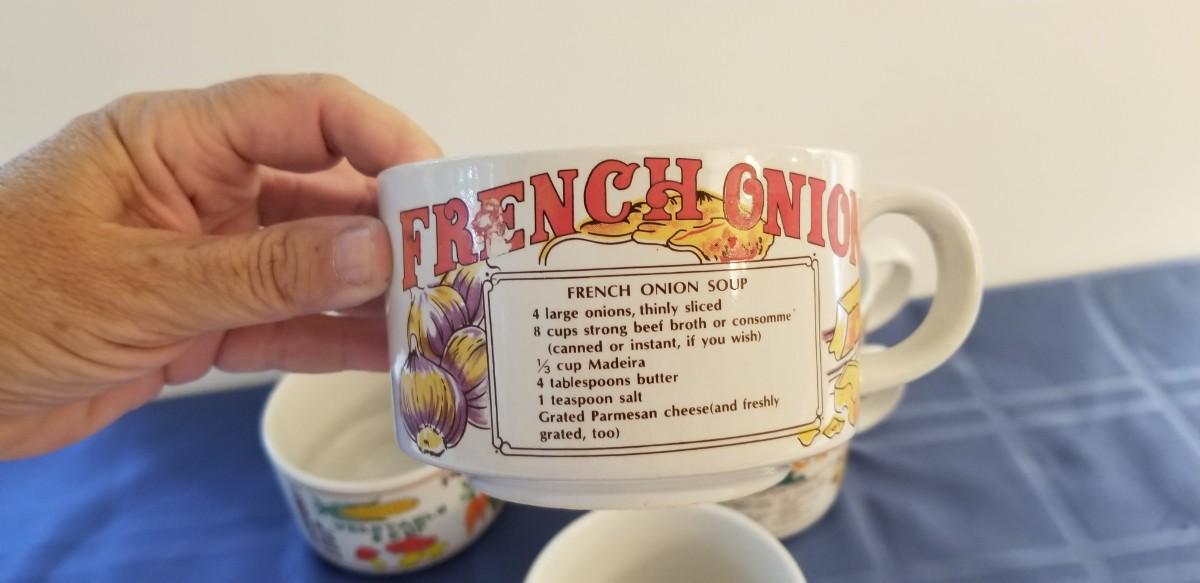 FRENCH ONION
FRENCH ONION SOUP
4 large onions, thinly sliced
8 cups strong beef broth or consomme'
(canned or instant, if you wish)
⅓ cup Madeira
4 tablespoons butter
1 teaspoon salt
Grated Parmesan cheese(and freshly
grated, too)
VEGETABLE